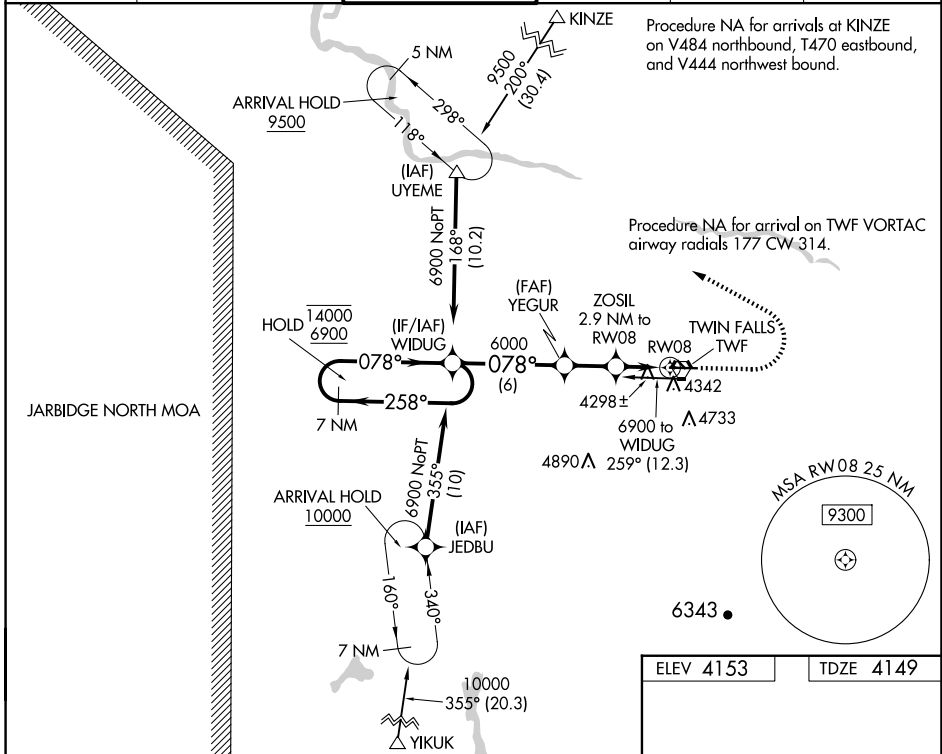 KINZE
Procedure NA for arrivals at KINZE
on V484 northbound, T470 eastbound,
and V444 northwest bound.
5 NM
9500
200°
(30.4)
ARRIVAL HOLD
9500
298°
118°
(IAF)
UYEME
6900 NoPT
168°
(10.2)
Procedure NA for arrival on TWF VORTAC
airway radials 177 CW 314.
(FAF)
YEGUR
ZOSIL
2.9 NM to
RW08
14000
6900
HOLD
(IF/IAF)
WIDUG
6000
078°
(6)
RW08
TWIN FALLS
TWF
078°
258°
7 NM
4342
4298±
4733
6900 to
WIDUG
259° (12.3)
4890
JARBIDGE NORTH MOA
6900 NoPT
355°
(10)
ARRIVAL HOLD
10000
(IAF)
JEDBU
160°
340°
7 NM
10000
355° (20.3)
YIKUK
MSA RW08 25 NM
9300
6343
ELEV 4153
TDZE 4149